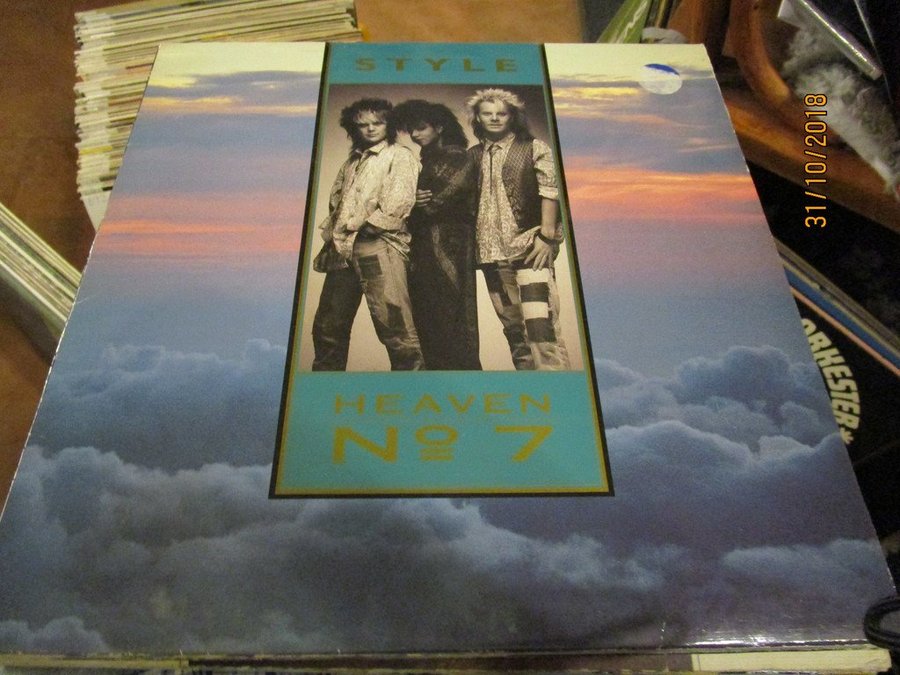 STYLE
HEAVEN
No 7
31/10/2018
ORKESTER